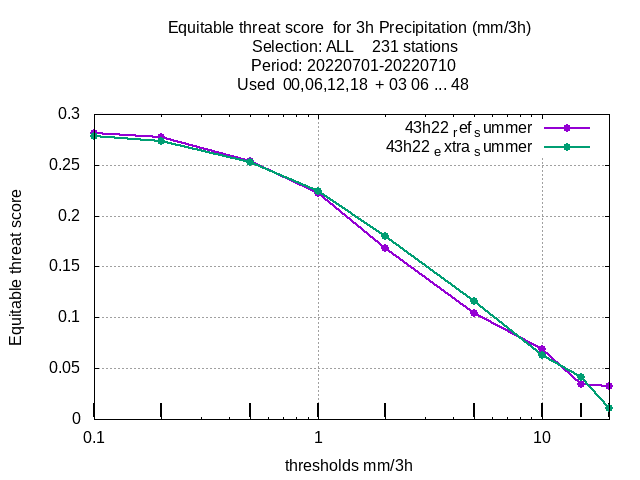 Equitable threat score  for 3h Precipitation (mm/3h)
Selection: ALL    231 stations
Period: 20220701-20220710
Used  00,06,12,18  + 03 06 ... 48
Equitable threat score
0.3
0.25
0.2
0.15
0.1
0.05
0
43h22 ref summer
43h22 extra summer
0.1 1 10
thresholds mm/3h